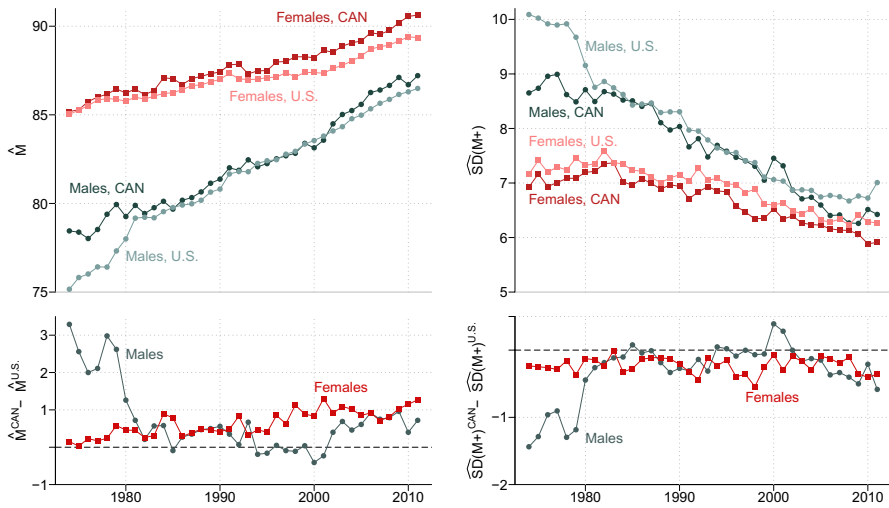 90
85
80
75
M̂
Females, CAN
Females, U.S.
Males, CAN
Males, U.S.
10
9
8
7
6
5
SD(M+)
Males, U.S.
Males, CAN
Females, U.S.
Females, CAN
3
2
1
−1
M̂CAN− M̂U.S.
Males
Females
1980
1990
2000
2010
−1
−2
SD(M+)CAN− SD(M+)U.S.
Males
Females
1980
1990
2000
2010